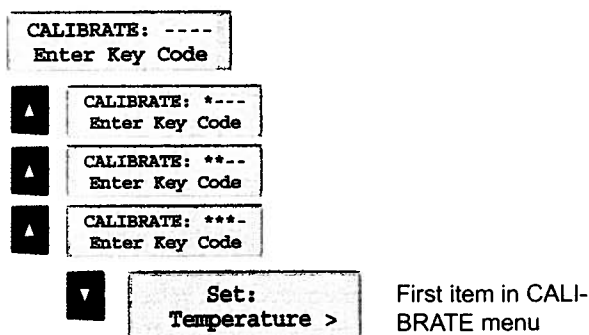 CALIBRATE: ----
Enter Key Code
CALIBRATE: *---
Enter Key Code
CALIBRATE: **--
Enter Key Code
CALIBRATE: ***-
Enter Key Code
Set:
Temperature >
First item in CALI-
BRATE menu